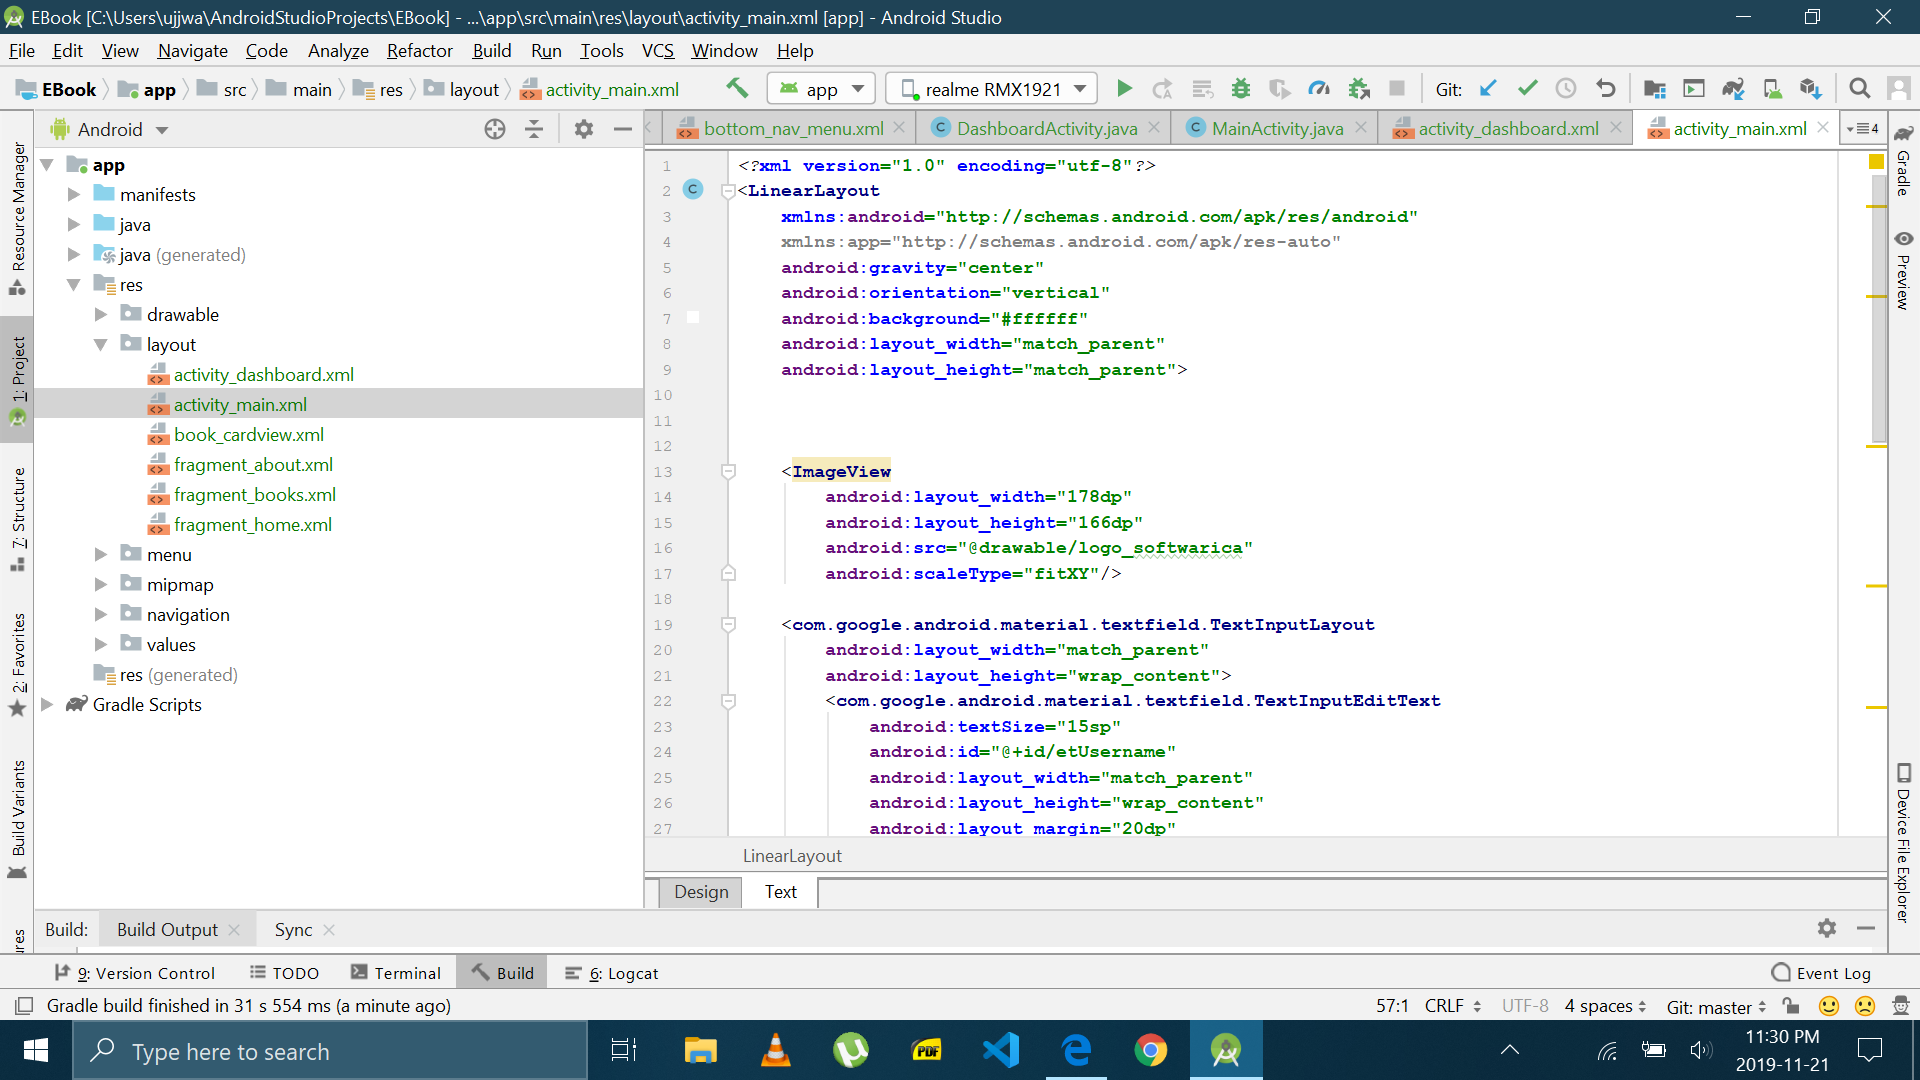 EBook [C:\Users\ujjwa\AndroidStudioProjects\EBook] - ...\app\src\main\res\layout\activity_main.xml [app] - Android Studio
File Edit View Navigate Code Analyze Refactor Build Run Tools VCS Window Help
EBook app src main res layout activity_main.xml app realme RMX1921 Git:
Android
bottom_nav_menu.xml DashboardActivity.java MainActivity.java activity_dashboard.xml activity_main.xml 4
Resource Manager
1: Project
7: Structure
2: Favorites
Build Variants
ures
app
manifests
java
java (generated)
res
drawable
layout
activity_dashboard.xml
activity_main.xml
book_cardview.xml
fragment_about.xml
fragment_books.xml
fragment_home.xml
menu
mipmap
navigation
values
res (generated)
Gradle Scripts
1 <?xml version="1.0" encoding="utf-8"?>
2 C <LinearLayout
3 xmlns:android="http://schemas.android.com/apk/res/android"
4 xmlns:app="http://schemas.android.com/apk/res-auto"
5 android:gravity="center"
6 android:orientation="vertical"
7 android:background="#ffffff"
8 android:layout_width="match_parent"
9 android:layout_height="match_parent">
10
11
12
13 <ImageView
14 android:layout_width="178dp"
15 android:layout_height="166dp"
16 android:src="@drawable/logo_softwarica"
17 android:scaleType="fitXY"/>
18
19 <com.google.android.material.textfield.TextInputLayout
20 android:layout_width="match_parent"
21 android:layout_height="wrap_content">
22 <com.google.android.material.textfield.TextInputEditText
23 android:textSize="15sp"
24 android:id="@+id/etUsername"
25 android:layout_width="match_parent"
26 android:layout_height="wrap_content"
27 android:layout_margin="20dp"
LinearLayout
Design Text
Gradle
Preview
Device File Explorer
Build: Build Output Sync
9: Version Control TODO Terminal Build 6: Logcat Event Log
Gradle build finished in 31 s 554 ms (a minute ago) 57:1 CRLF UTF-8 4 spaces Git: master
Type here to search
PDF
11:30 PM
2019-11-21